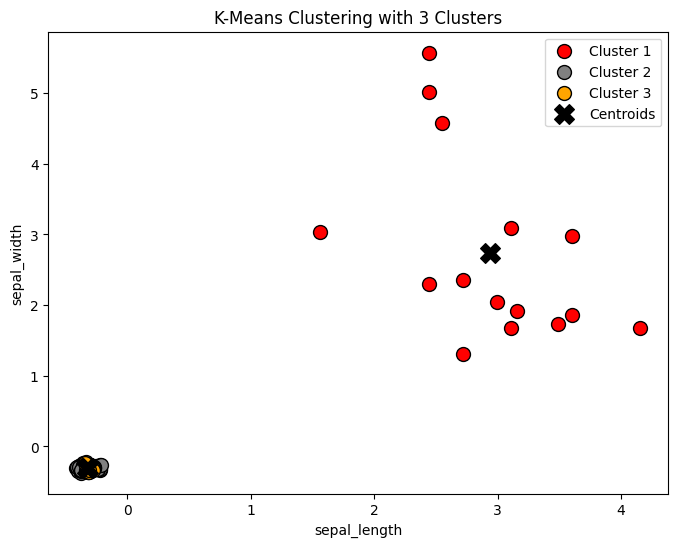 K-Means Clustering with 3 Clusters
Cluster 1
Cluster 2
Cluster 3
Centroids
sepal_width
5
4
3
2
1
0
0 1 2 3 4
sepal_length